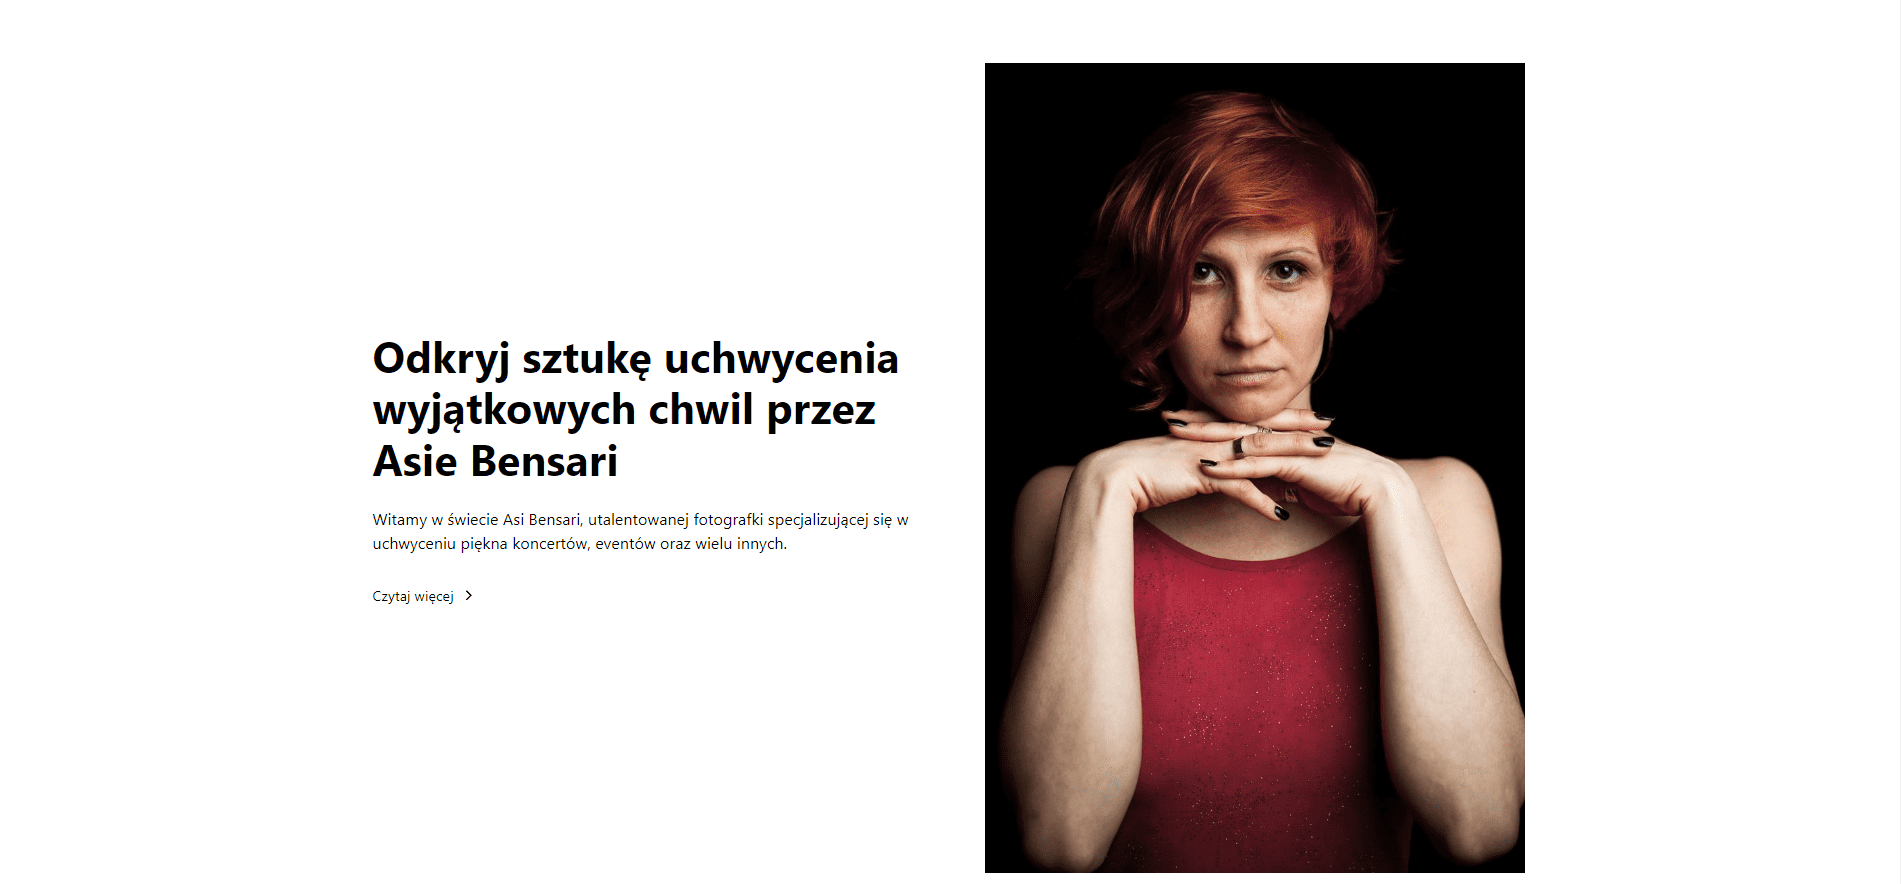 Odkryj sztukę uchwycenia
wyjątkowych chwil przez
Asie Bensari
Witamy w świecie Asi Bensari, utalentowanej fotografki specjalizującej się w
uchwyceniu piękna koncertów, eventów oraz wielu innych.
Czytaj więcej